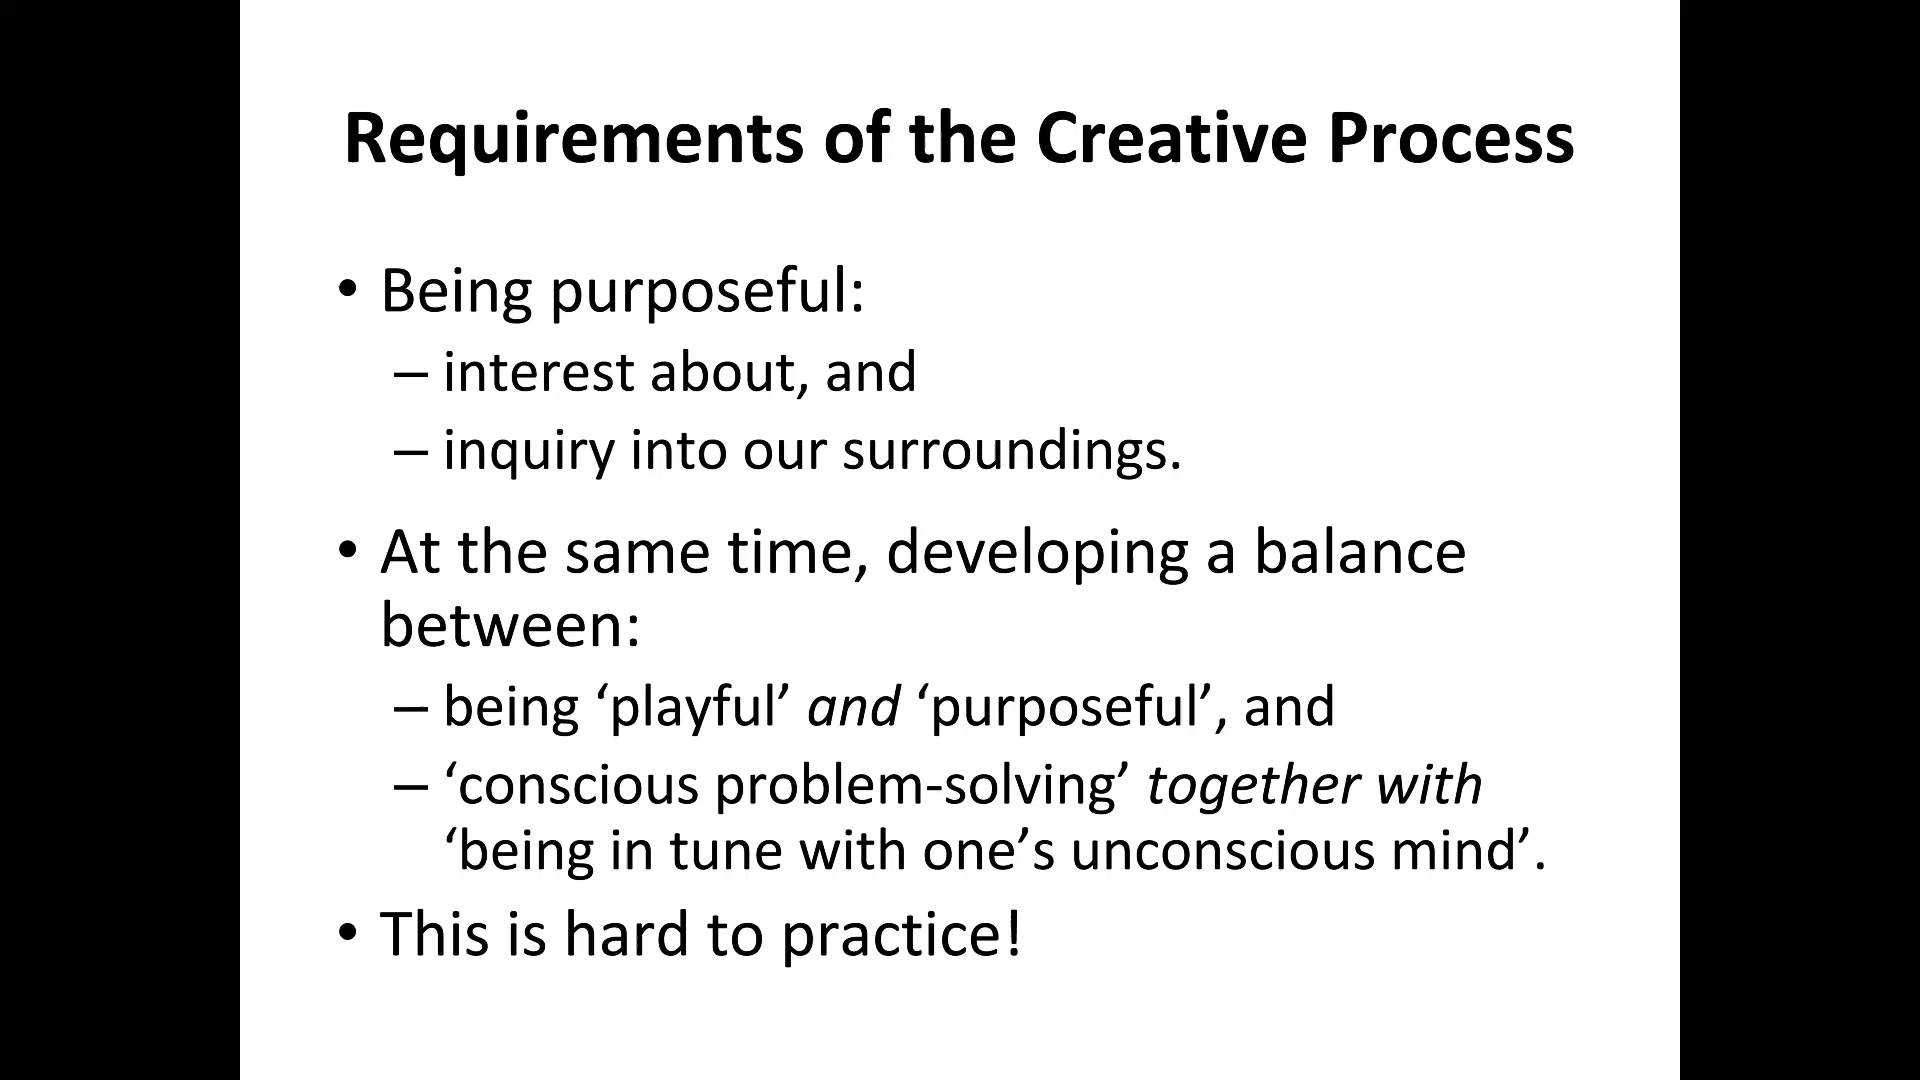 Requirements of the Creative Process
• Being purposeful:
– interest about, and
– inquiry into our surroundings.
• At the same time, developing a balance
between:
– being ‘playful’ and ‘purposeful’, and
– ‘conscious problem-solving’ together with
‘being in tune with one’s unconscious mind’.
• This is hard to practice!